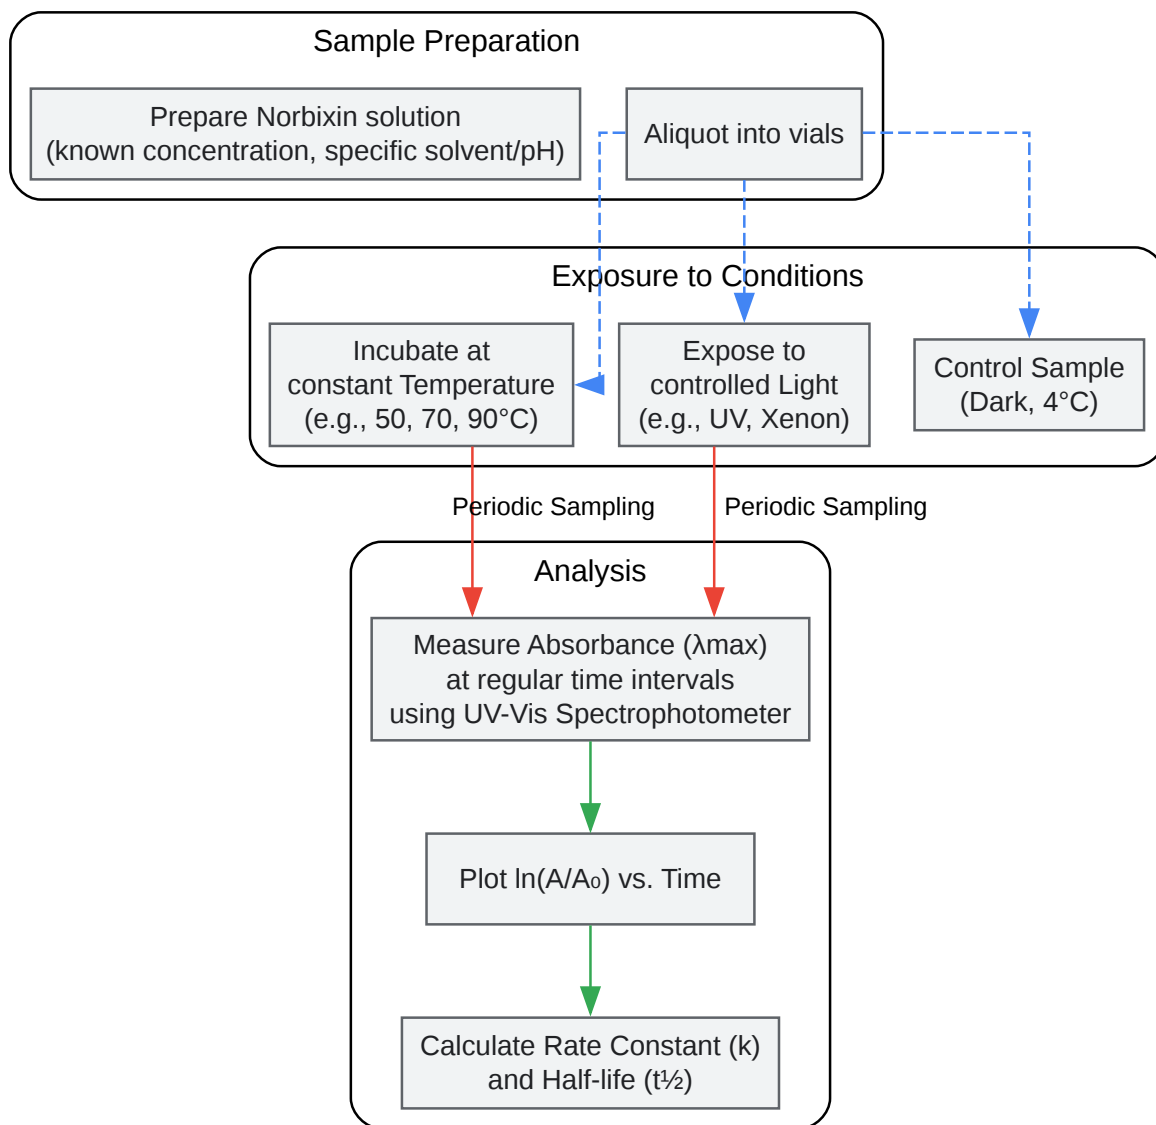 Sample Preparation
Prepare Norbixin solution
(known concentration, specific solvent/pH)
Aliquot into vials
Exposure to Conditions
Incubate at
constant Temperature
(e.g., 50, 70, 90°C)
Expose to
controlled Light
(e.g., UV, Xenon)
Control Sample
(Dark, 4°C)
Periodic Sampling
Periodic Sampling
Analysis
Measure Absorbance (λmax)
at regular time intervals
using UV-Vis Spectrophotometer
Plot ln(A/A₀) vs. Time
Calculate Rate Constant (k)
and Half-life (t½)